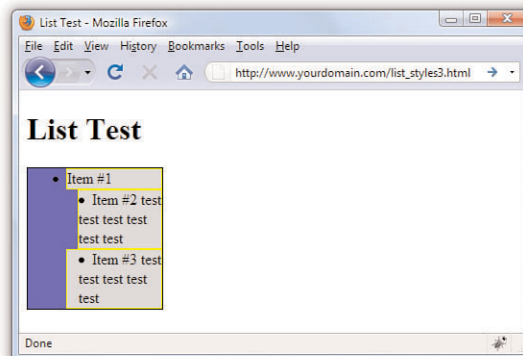 List Test - Mozilla Firefox
File Edit View History Bookmarks Tools Help
http://www.yourdomain.com/list_styles3.html
List Test
• Item #1
• Item #2 test
test test test
test test
• Item #3 test
test test test
test
Done